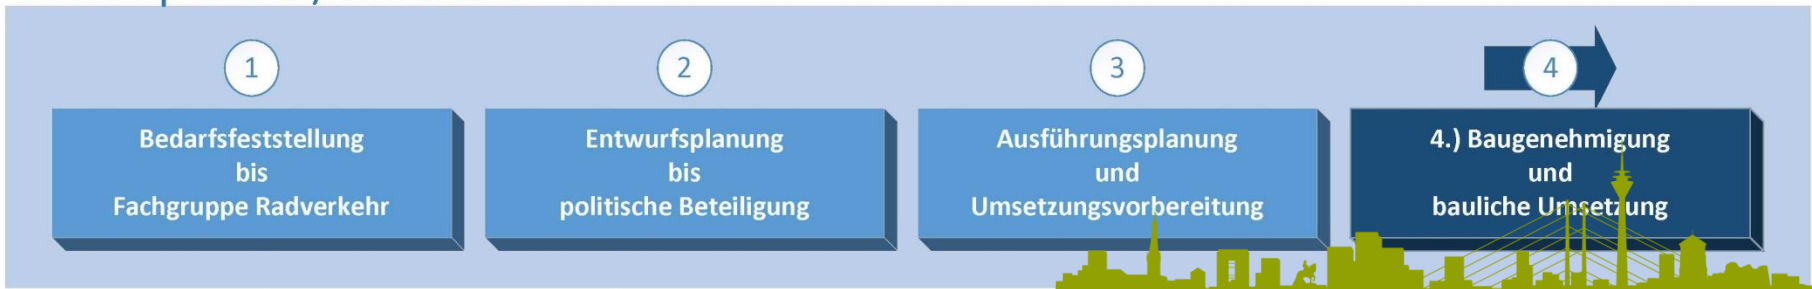 1
Bedarfsfeststellung
bis
Fachgruppe Radverkehr
2
Entwurfsplanung
bis
politische Beteiligung
3
Ausführungsplanung
und
Umsetzungsvorbereitung
4
4.) Baugenehmigung
und
bauliche Umsetzung